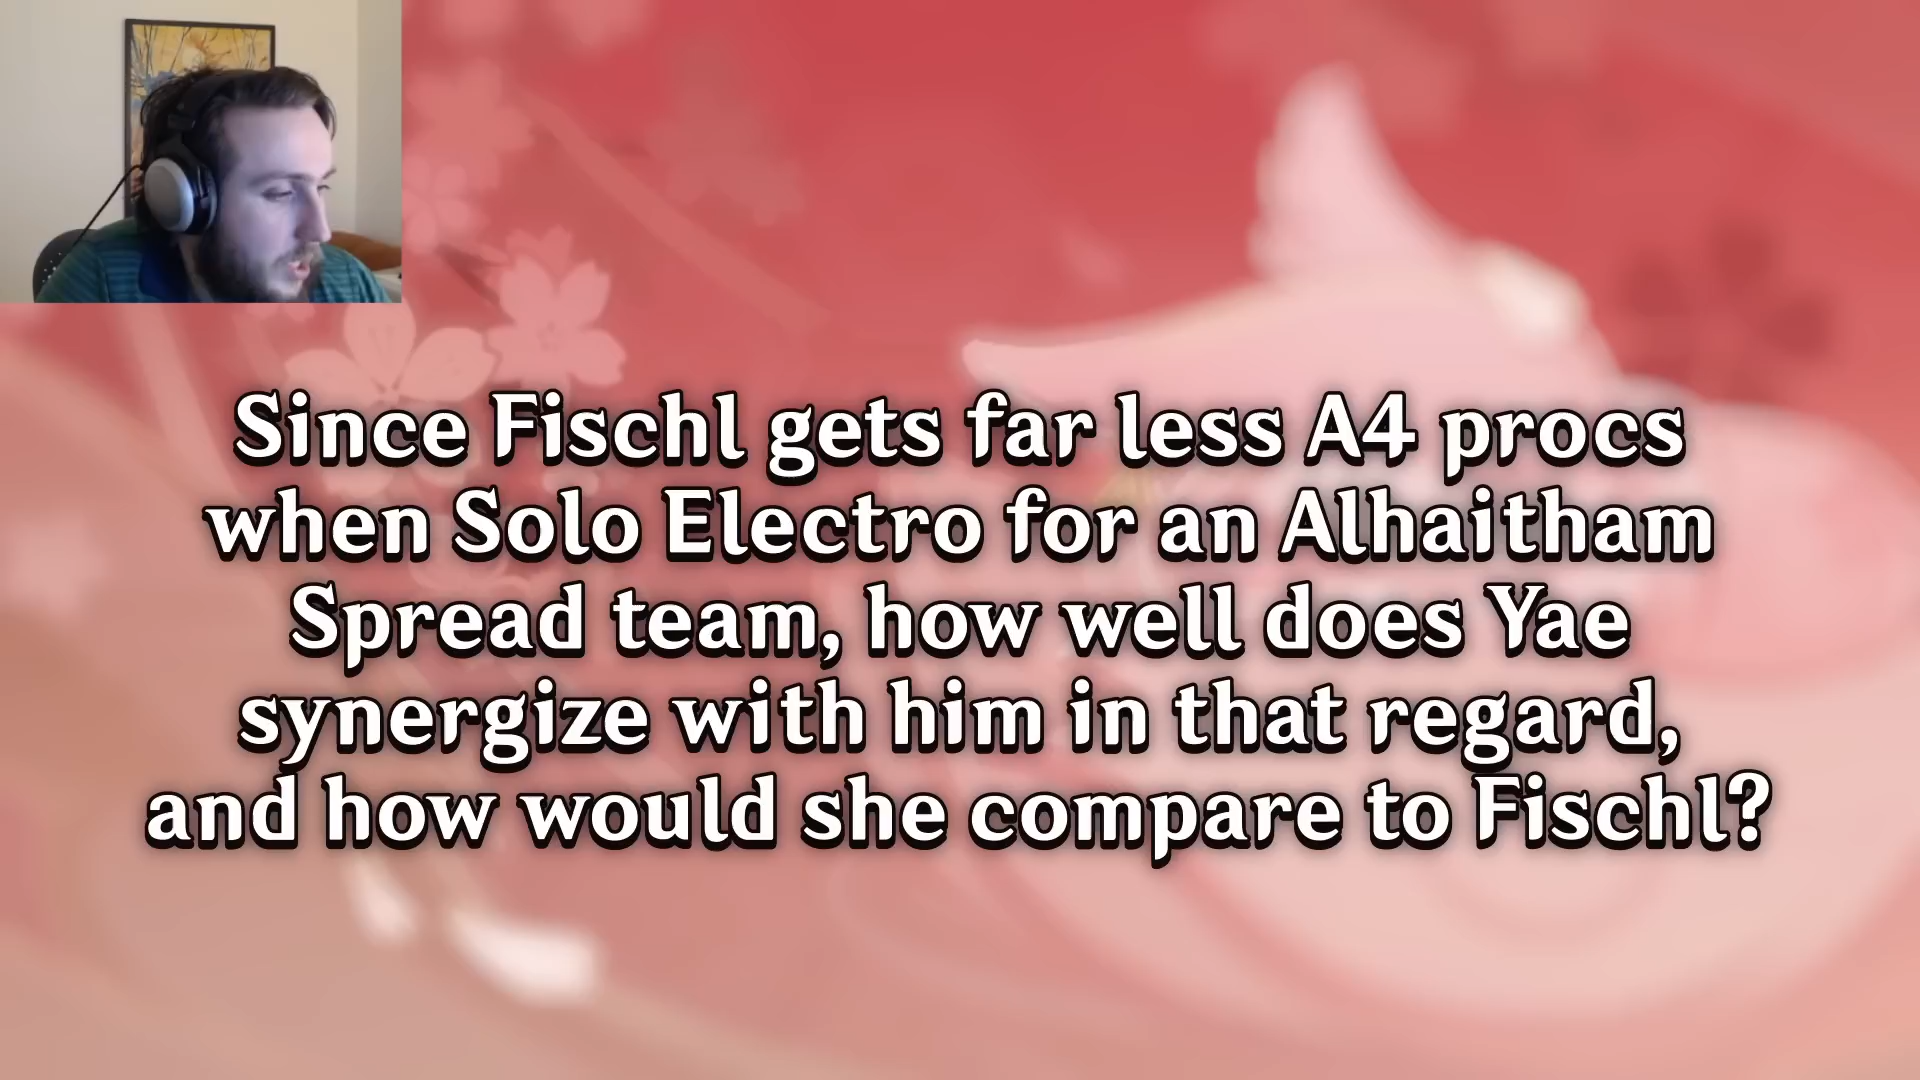 Since Fischl gets far less A4 procs
when Solo Electro for an Alhaitham
Spread team, how well does Yae
synergize with him in that regard,
and how would she compare to Fischl?